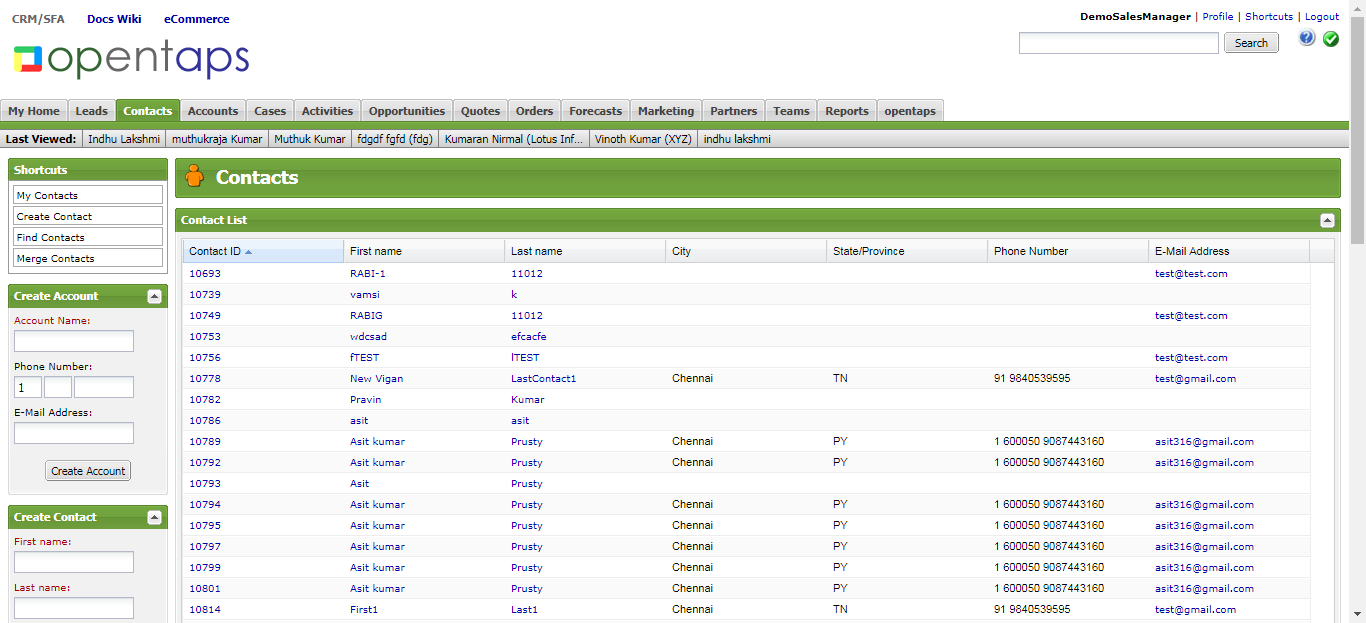 CRM/SFA Docs Wiki eCommerce
DemoSalesManager | Profile | Shortcuts | Logout
opentaps
Search
My Home Leads Contacts Accounts Cases Activities Opportunities Quotes Orders Forecasts Marketing Partners Teams Reports opentaps
Last Viewed: Indhu Lakshmi muthukraja Kumar Muthuk Kumar fdgdf fgfd (fdg) Kumaran Nirmal (Lotus Inf... Vinoth Kumar (XYZ) indhu lakshmi
Shortcuts
My Contacts
Create Contact
Find Contacts
Merge Contacts
Create Account
Account Name:
Phone Number:
1
E-Mail Address:
Create Account
Create Contact
First name:
Last name:
Contacts
Contact List
Contact ID First name Last name City State/Province Phone Number E-Mail Address
10693 RABI-1 11012 test@test.com
10739 vamsi k
10749 RABIG 11012 test@test.com
10753 wdcsad efcacfe
10756 fTEST lTEST test@test.com
10778 New Vigan LastContact1 Chennai TN 91 9840539595 test@gmail.com
10782 Pravin Kumar
10786 asit asit
10789 Asit kumar Prusty Chennai PY 1 600050 9087443160 asit316@gmail.com
10792 Asit kumar Prusty Chennai PY 1 600050 9087443160 asit316@gmail.com
10793 Asit Prusty
10794 Asit kumar Prusty Chennai PY 1 600050 9087443160 asit316@gmail.com
10795 Asit kumar Prusty Chennai PY 1 600050 9087443160 asit316@gmail.com
10797 Asit kumar Prusty Chennai PY 1 600050 9087443160 asit316@gmail.com
10799 Asit kumar Prusty Chennai PY 1 600050 9087443160 asit316@gmail.com
10801 Asit kumar Prusty Chennai PY 1 600050 9087443160 asit316@gmail.com
10814 First1 Last1 Chennai TN 91 9840539595 test@gmail.com